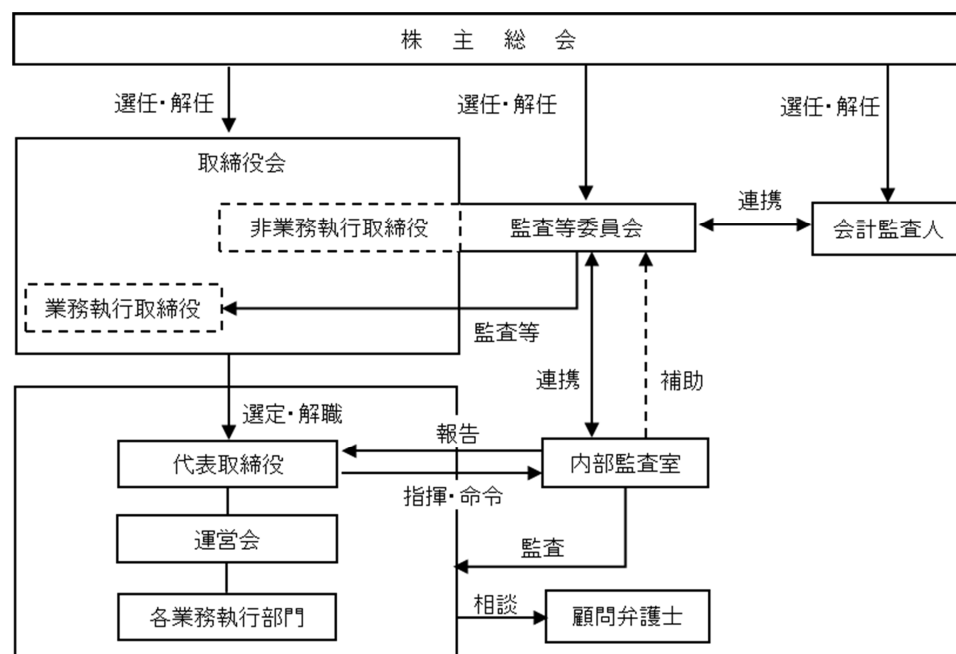 株主総会
選任・解任
選任・解任
選任・解任
取締役会
連携
非業務執行取締役
監査等委員会
会計監査人
業務執行取締役
監査等
連携
補助
選定・解職
報告
代表取締役
内部監査室
指揮・命令
運営会
監査
相談
各業務執行部門
顧問弁護士